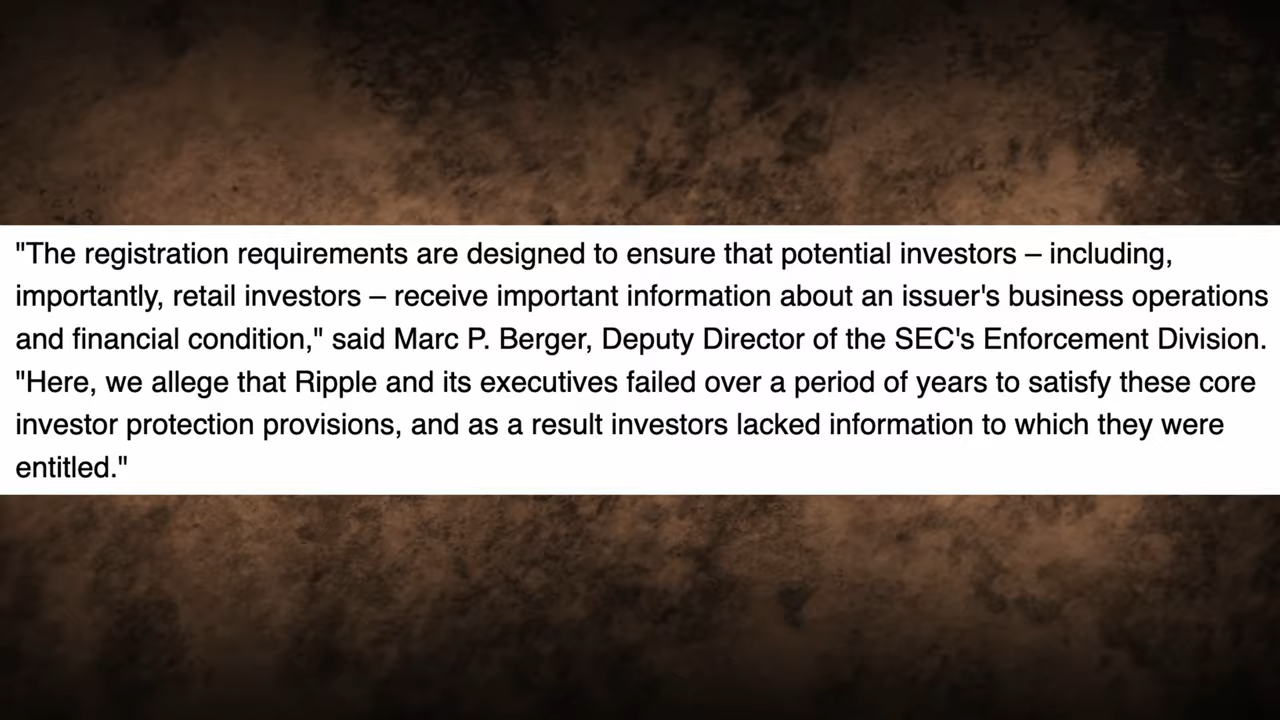 "The registration requirements are designed to ensure that potential investors – including,
importantly, retail investors – receive important information about an issuer's business operations
and financial condition," said Marc P. Berger, Deputy Director of the SEC's Enforcement Division.
"Here, we allege that Ripple and its executives failed over a period of years to satisfy these core
investor protection provisions, and as a result investors lacked information to which they were
entitled."